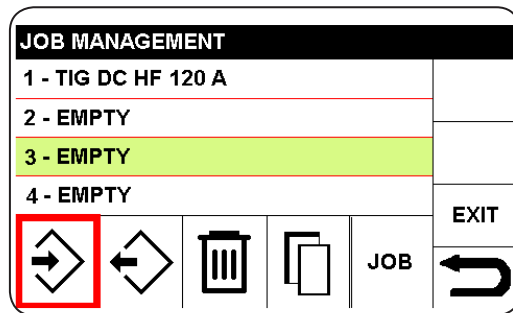 JOB MANAGEMENT
1 - TIG DC HF 120 A
2 - EMPTY
3 - EMPTY
4 - EMPTY
EXIT
JOB